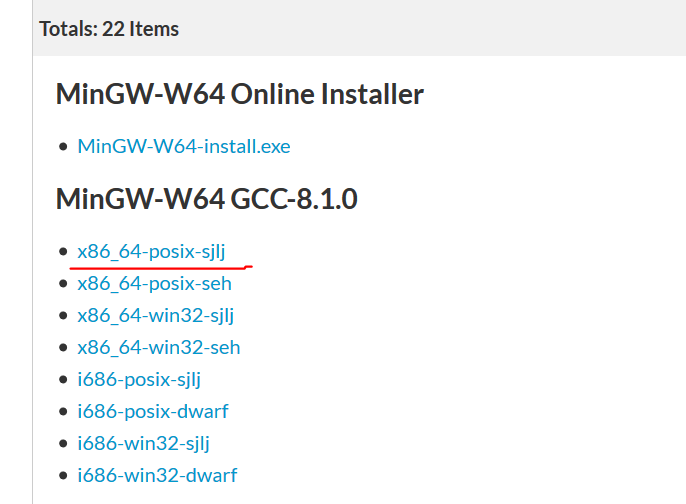 Totals: 22 Items
MinGW-W64 Online Installer
MinGW-W64-install.exe
MinGW-W64 GCC-8.1.0
x86_64-posix-sjlj
x86_64-posix-seh
x86_64-win32-sjlj
x86_64-win32-seh
i686-posix-sjlj
i686-posix-dwarf
i686-win32-sjlj
i686-win32-dwarf